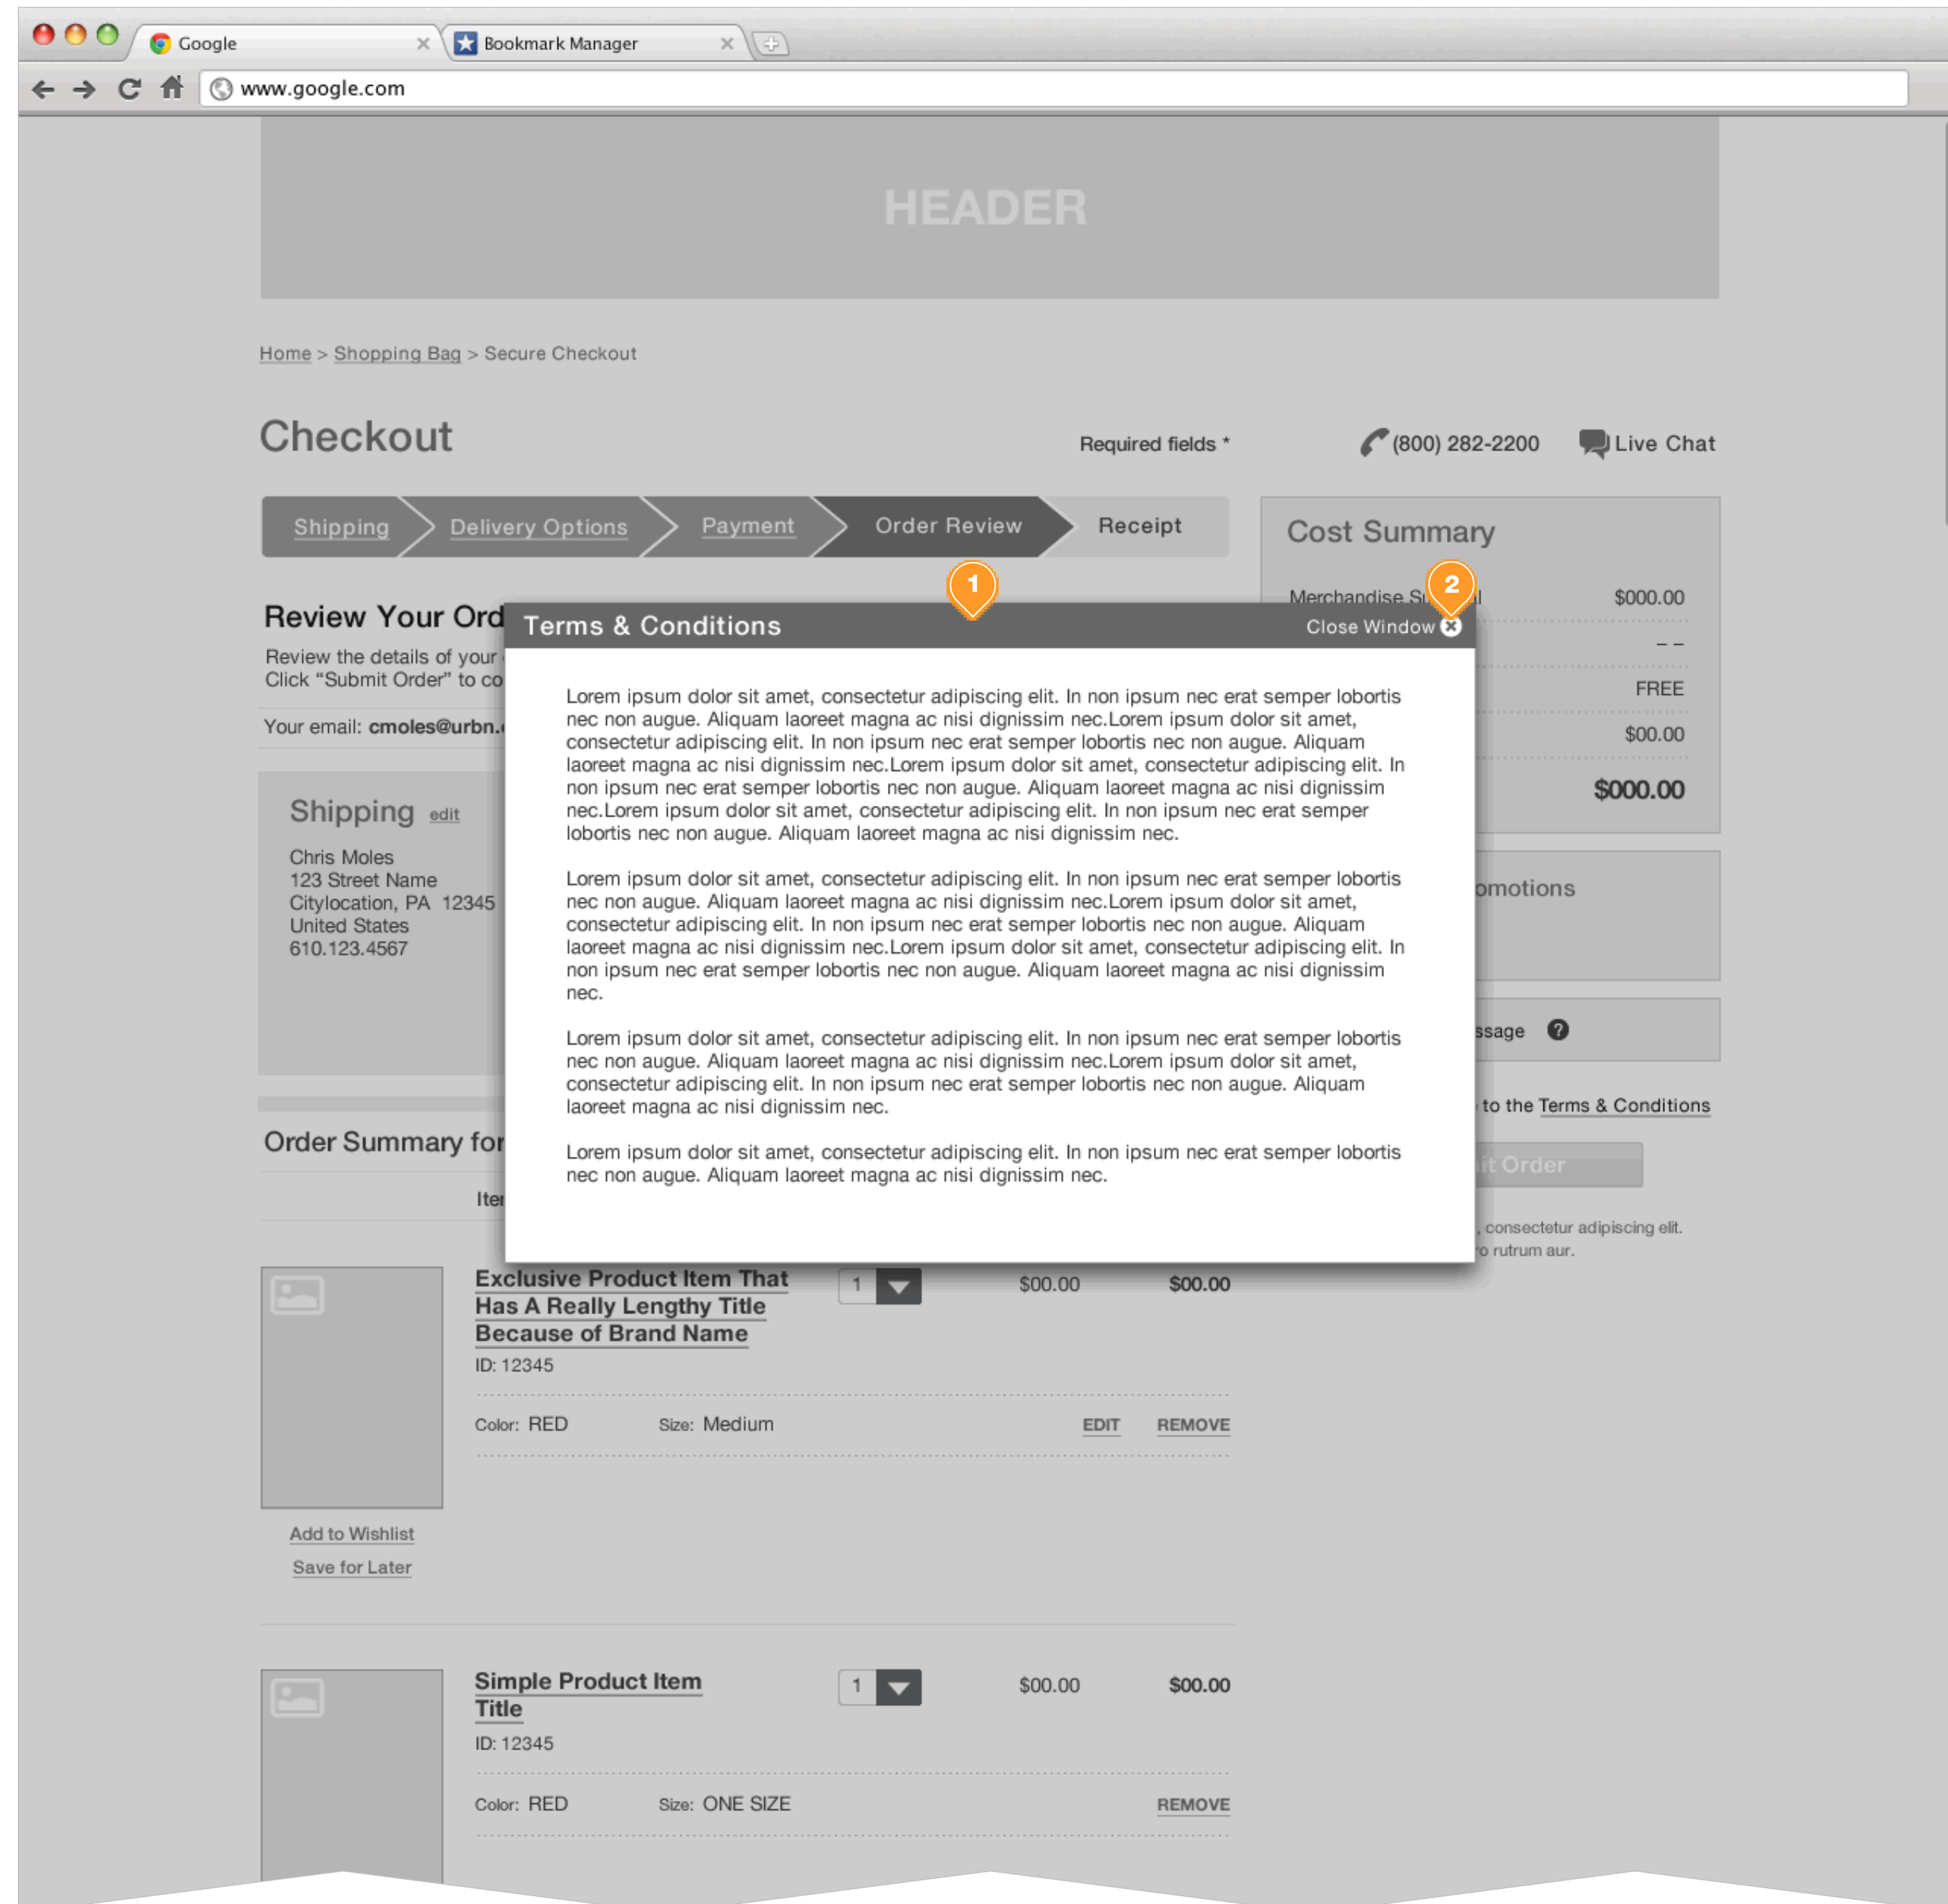 Google
Bookmark Manager
www.google.com
HEADER
Home > Shopping Bag > Secure Checkout
Checkout
Required fields *
(800) 282-2200
Live Chat
Shipping
Delivery Options
Payment
Order Review
Receipt
Cost Summary
1
2
Merchandise
$000.00
– –
FREE
$00.00
$000.00
Review Your
Review the details of your
Click “Submit Order” to
Your email: cmoles@urbn.
Terms & Conditions
Close Window
Lorem ipsum dolor sit amet, consectetur adipiscing elit. In non ipsum nec erat semper lobortis
nec non augue. Aliquam laoreet magna ac nisi dignissim nec.Lorem ipsum dolor sit amet,
consectetur adipiscing elit. In non ipsum nec erat semper lobortis nec non augue. Aliquam
laoreet magna ac nisi dignissim nec.Lorem ipsum dolor sit amet, consectetur adipiscing elit. In
non ipsum nec erat semper lobortis nec non augue. Aliquam laoreet magna ac nisi dignissim
nec.Lorem ipsum dolor sit amet, consectetur adipiscing elit. In non ipsum nec erat semper
lobortis nec non augue. Aliquam laoreet magna ac nisi dignissim nec.
Lorem ipsum dolor sit amet, consectetur adipiscing elit. In non ipsum nec erat semper lobortis
nec non augue. Aliquam laoreet magna ac nisi dignissim nec.Lorem ipsum dolor sit amet,
consectetur adipiscing elit. In non ipsum nec erat semper lobortis nec non augue. Aliquam
laoreet magna ac nisi dignissim nec.Lorem ipsum dolor sit amet, consectetur adipiscing elit. In
non ipsum nec erat semper lobortis nec non augue. Aliquam laoreet magna ac nisi dignissim
nec.
Lorem ipsum dolor sit amet, consectetur adipiscing elit. In non ipsum nec erat semper lobortis
nec non augue. Aliquam laoreet magna ac nisi dignissim nec.Lorem ipsum dolor sit amet,
consectetur adipiscing elit. In non ipsum nec erat semper lobortis nec non augue. Aliquam
laoreet magna ac nisi dignissim nec.
Lorem ipsum dolor sit amet, consectetur adipiscing elit. In non ipsum nec erat semper lobortis
nec non augue. Aliquam laoreet magna ac nisi dignissim nec.
Shipping edit
Chris Moles
123 Street Name
Citylocation, PA 12345
United States
610.123.4567
omotions
ssage ?
to the Terms & Conditions
it Order
, consectetur adipiscing elit.
rutrum aur.
Order Summary for
Exclusive Product Item That
Has A Really Lengthy Title
Because of Brand Name
ID: 12345
1
$00.00
$00.00
Color: RED
Size: Medium
EDIT
REMOVE
Add to Wishlist
Save for Later
Simple Product Item
Title
ID: 12345
1
$00.00
$00.00
Color: RED
Size: ONE SIZE
REMOVE